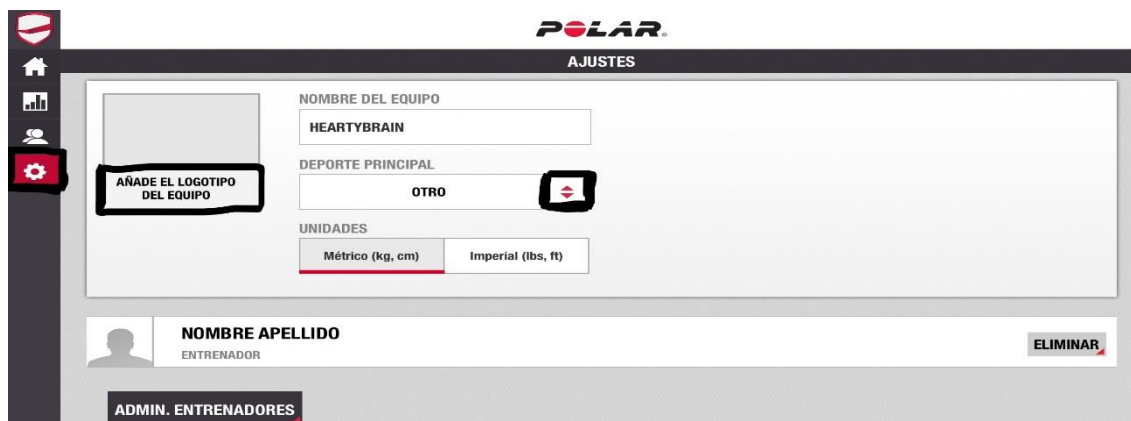 POLAR
AJUSTES
NOMBRE DEL EQUIPO
HEARTYBRAIN
DEPORTE PRINCIPAL
OTRO
AÑADE EL LOGOTIPO
DEL EQUIPO
UNIDADES
Métrico (kg, cm)
Imperial (lbs, ft)
NOMBRE APELLIDO
ENTRENADOR
ELIMINAR
ADMIN. ENTRENADORES